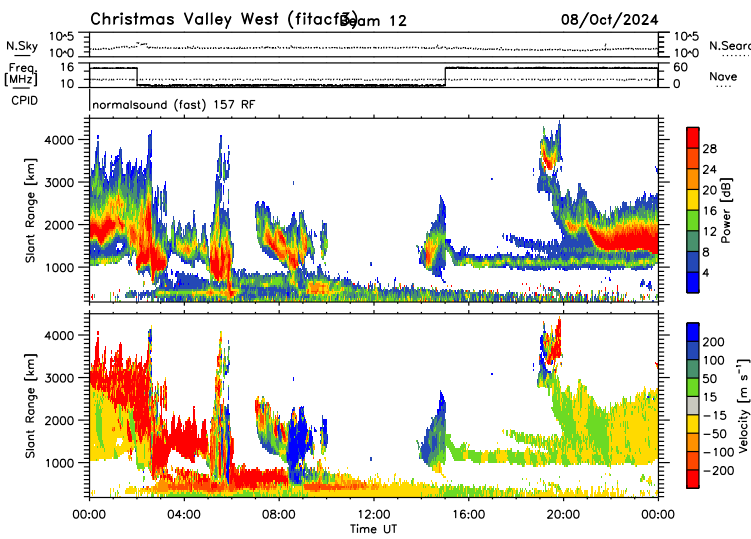 Christmas Valley West (fitacf3) Beam 12 08/Oct/2024
N.Sky 10^5 10^0 10^5 10^0 N.Searc
Freq [MHz] 16 10 60 0 Nave
CPID normalsound (fast) 157 RF
Slant Range [km] 4000 3000 2000 1000
Power [dB] 28 24 20 16 12 8 4
Slant Range [km] 4000 3000 2000 1000
Velocity [m s⁻¹] 200 100 50 15 −15 −50 −100 −200
00:00 04:00 08:00 12:00 16:00 20:00 00:00
Time UT